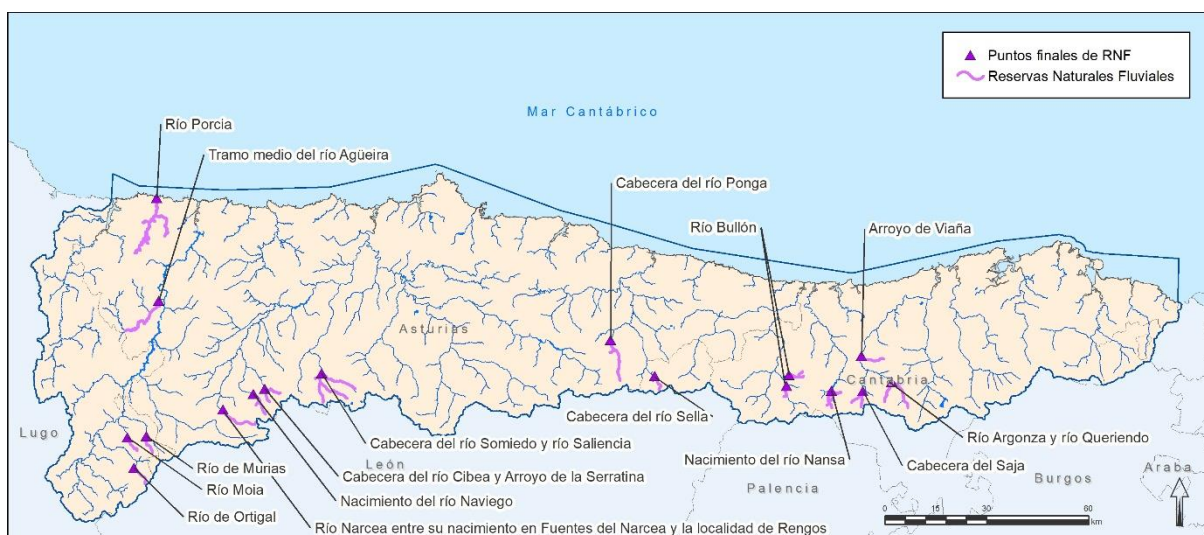 Puntos finales de RNF
Reservas Naturales Fluviales
Mar Cantábrico
Río Porcia
Tramo medio del río Agüeira
Cabecera del río Ponga
Río Bullón
Arroyo de Viaña
Asturias
Cantabria
Cabecera del río Sella
Lugo
Río de Murias
Río Moia
Río de Ortigal
Cabecera del río Somiedo y río Saliencia
León
Cabecera del río Cibea y Arroyo de la Serratina
Nacimiento del río Naviego
Río Narcea entre su nacimiento en Fuentes del Narcea y la localidad de Rengos
Nacimiento del río Nansa
Río Argonza y río Queriendo
Cabecera del Saja
Palencia
Burgos
Araba
0 15 30 60
km